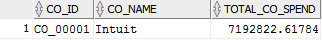 CO_ID CO_NAME TOTAL_CO_SPEND
1 CO_00001 Intuit 7192822.61784